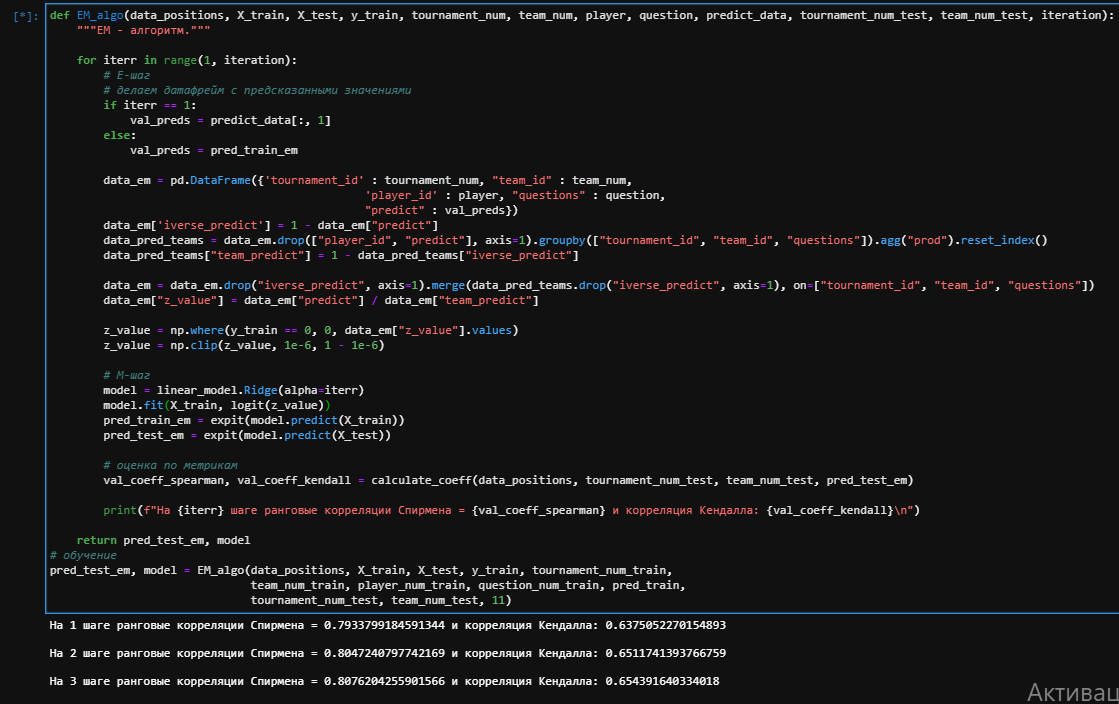 [*]:
def EM_algo(data_positions, X_train, X_test, y_train, tournament_num, team_num, player, question, predict_data, tournament_num_test, team_num_test, iteration):
"""EM - алгоритм."""
for iterr in range(1, iteration):
# E-шаг
# делаем датафрейм с предсказанными значениями
if iterr == 1:
val_preds = predict_data[:, 1]
else:
val_preds = pred_train_em
data_em = pd.DataFrame({'tournament_id' : tournament_num, "team_id" : team_num,
'player_id' : player, "questions" : question,
"predict" : val_preds})
data_em['iverse_predict'] = 1 - data_em["predict"]
data_pred_teams = data_em.drop(["player_id", "predict"], axis=1).groupby(["tournament_id", "team_id", "questions"]).agg("prod").reset_index()
data_pred_teams["team_predict"] = 1 - data_pred_teams["iverse_predict"]
data_em = data_em.drop("iverse_predict", axis=1).merge(data_pred_teams.drop("iverse_predict", axis=1), on=["tournament_id", "team_id", "questions"])
data_em["z_value"] = data_em["predict"] / data_em["team_predict"]
z_value = np.where(y_train == 0, 0, data_em["z_value"].values)
z_value = np.clip(z_value, 1e-6, 1 - 1e-6)
# M-шаг
model = linear_model.Ridge(alpha=iterr)
model.fit(X_train, logit(z_value))
pred_train_em = expit(model.predict(X_train))
pred_test_em = expit(model.predict(X_test))
# оценка по метрикам
val_coeff_spearman, val_coeff_kendall = calculate_coeff(data_positions, tournament_num_test, team_num_test, pred_test_em)
print(f"На {iterr} шаге ранговые корреляции Спирмена = {val_coeff_spearman} и корреляция Кендалла: {val_coeff_kendall}\n")
return pred_test_em, model
# обучение
pred_test_em, model = EM_algo(data_positions, X_train, X_test, y_train, tournament_num_train,
team_num_train, player_num_train, question_num_train, pred_train,
tournament_num_test, team_num_test, 11)
На 1 шаге ранговые корреляции Спирмена = 0.7933799184591344 и корреляция Кендалла: 0.6375052270154893
На 2 шаге ранговые корреляции Спирмена = 0.8047240797742169 и корреляция Кендалла: 0.6511741393766759
На 3 шаге ранговые корреляции Спирмена = 0.8076204255901566 и корреляция Кендалла: 0.654391640334018
Активац